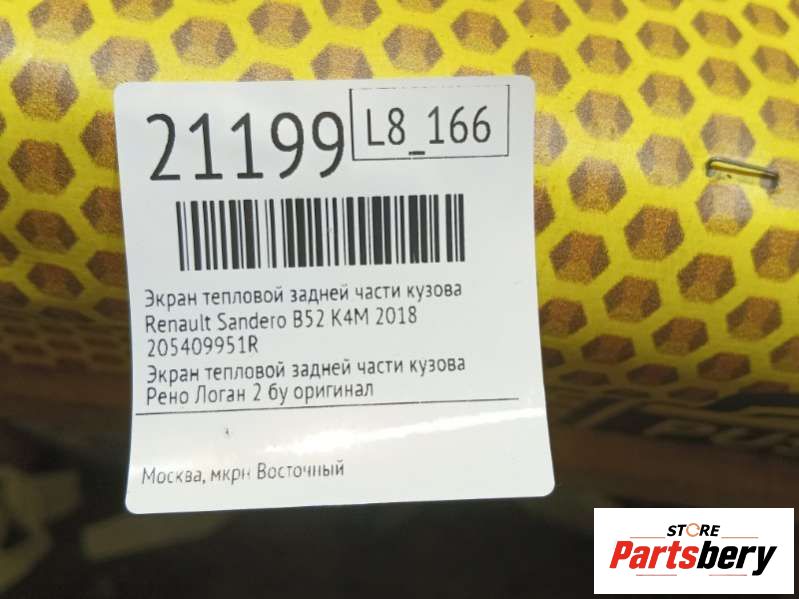 21199
L8_166
Экран тепловой задней части кузова
Renault Sandero B52 K4M 2018
205409951R
Экран тепловой задней части кузова
Рено Логан 2 бу оригинал
Москва, мкрн Восточный
STORE
Partsbery